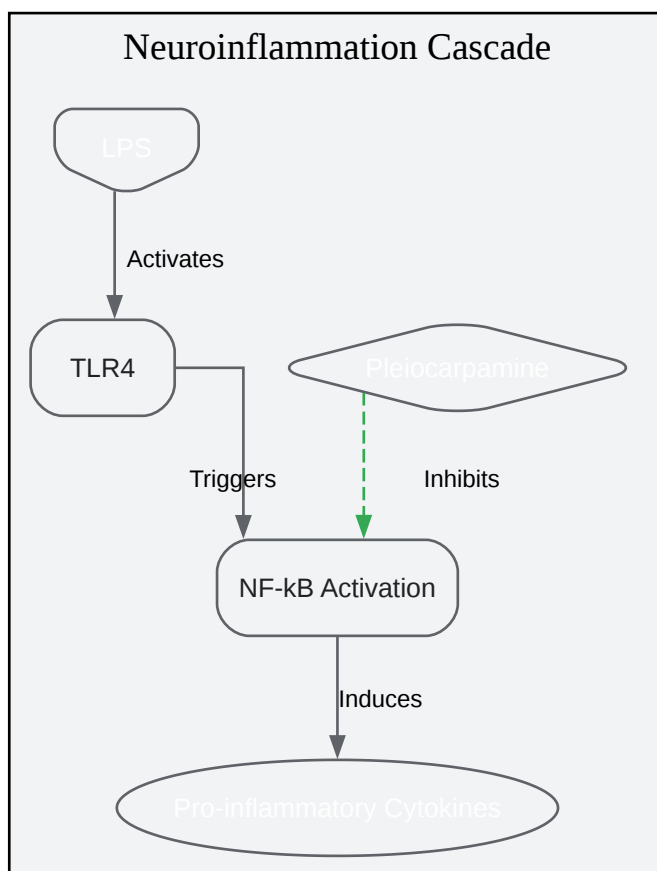 Neuroinflammation Cascade
LPS
Activates
TLR4
Pleiocarpamine
Triggers
Inhibits
NF-kB Activation
Induces
Pro-inflammatory Cytokines